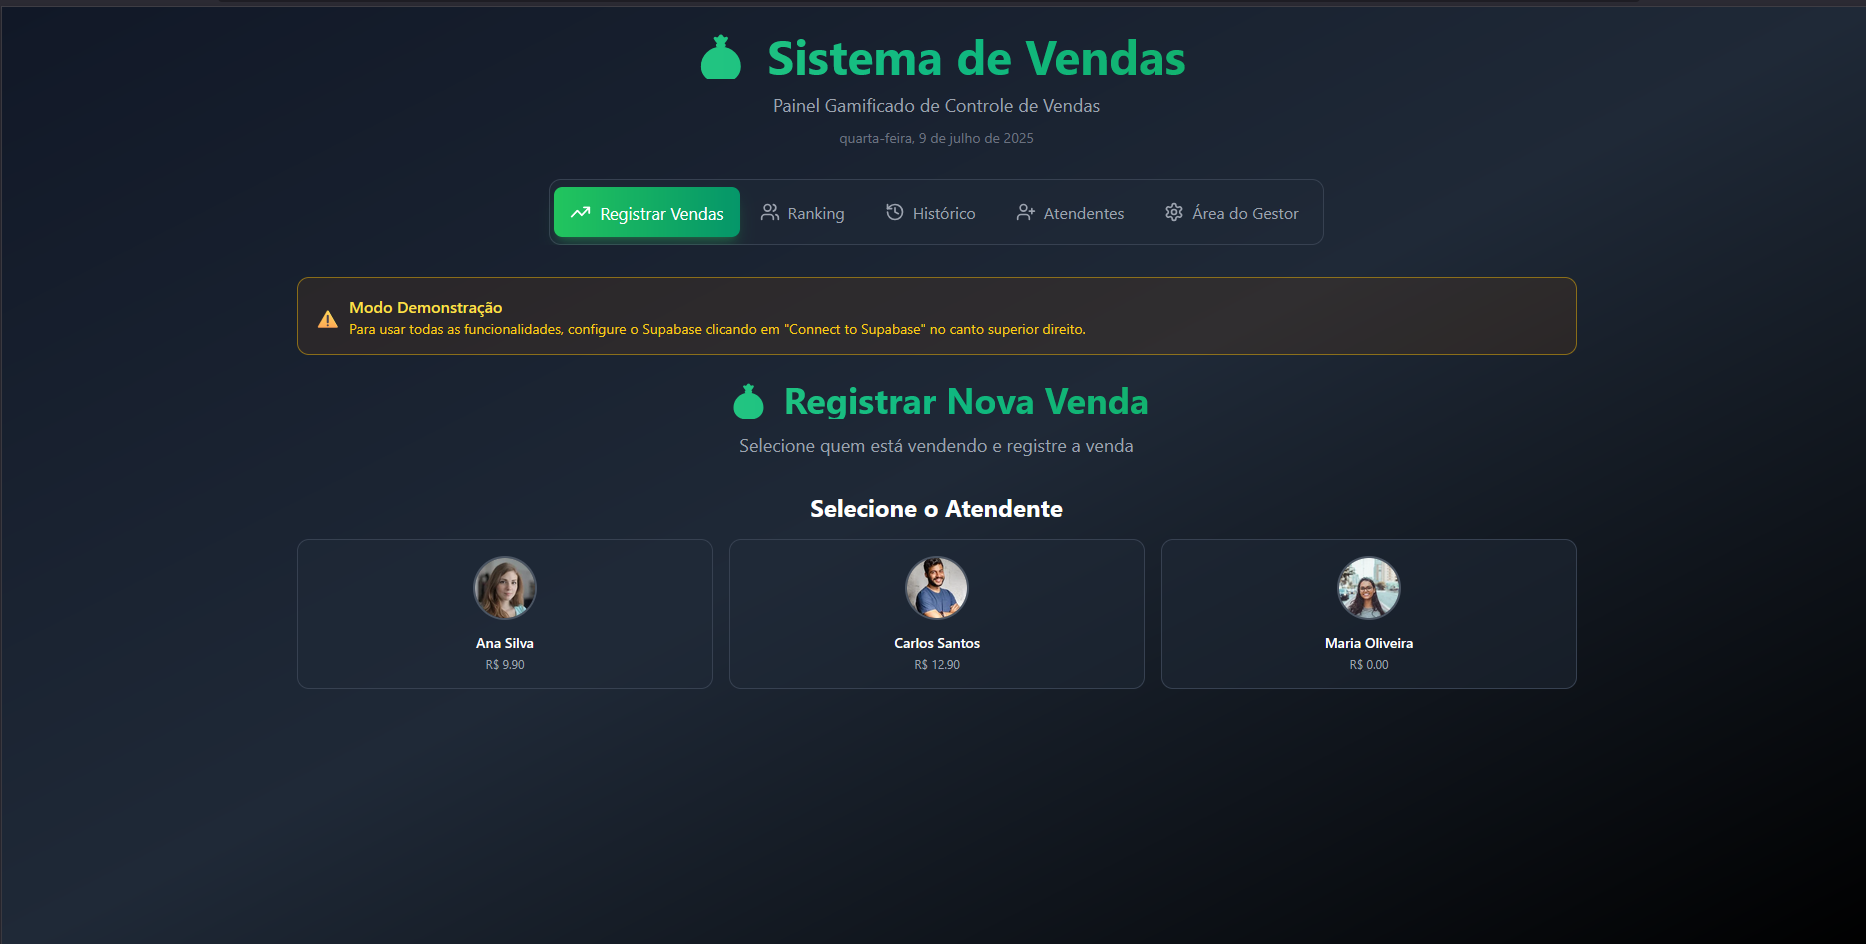 Sistema de Vendas
Painel Gamificado de Controle de Vendas
quarta-feira, 9 de julho de 2025
Registrar Vendas
Ranking
Histórico
Atendentes
Área do Gestor
Modo Demonstração
Para usar todas as funcionalidades, configure o Supabase clicando em "Connect to Supabase" no canto superior direito.
Registrar Nova Venda
Selecione quem está vendendo e registre a venda
Selecione o Atendente
Ana Silva
R$ 9.90
Carlos Santos
R$ 12.90
Maria Oliveira
R$ 0.00